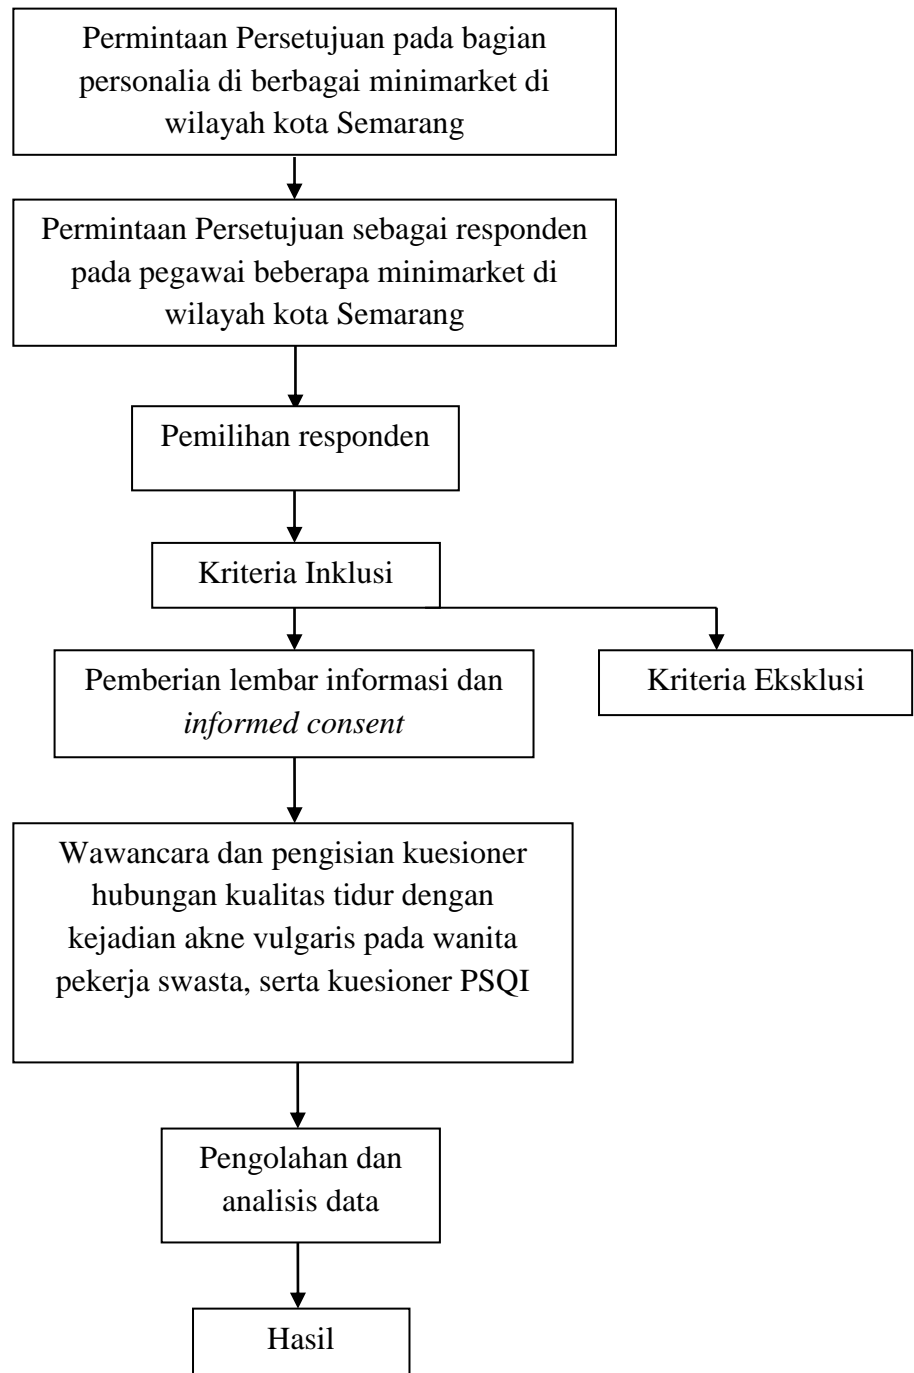 Permintaan Persetujuan pada bagian
personalia di berbagai minimarket di
wilayah kota Semarang
Permintaan Persetujuan sebagai responden
pada pegawai beberapa minimarket di
wilayah kota Semarang
Pemilihan responden
Kriteria Inklusi
Pemberian lembar informasi dan
informed consent
Kriteria Eksklusi
Wawancara dan pengisian kuesioner
hubungan kualitas tidur dengan
kejadian akne vulgaris pada wanita
pekerja swasta, serta kuesioner PSQI
Pengolahan dan
analisis data
Hasil